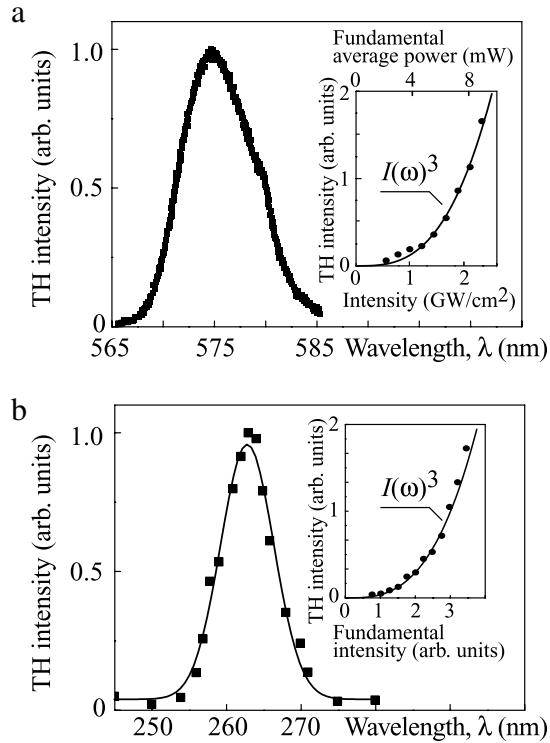 a
TH intensity (arb. units)
1.0
0.5
0
565 575 585 Wavelength, λ (nm)
Fundamental
average power (mW)
0 4 8
TH intensity (arb. units)
2
1
0
I(ω)³
0 1 2
Intensity (GW/cm²)
b
TH intensity (arb. units)
1.0
0.5
0
250 260 270 Wavelength, λ (nm)
TH intensity (arb. units)
2
1
0
I(ω)³
0 1 2 3
Fundamental
intensity (arb. units)